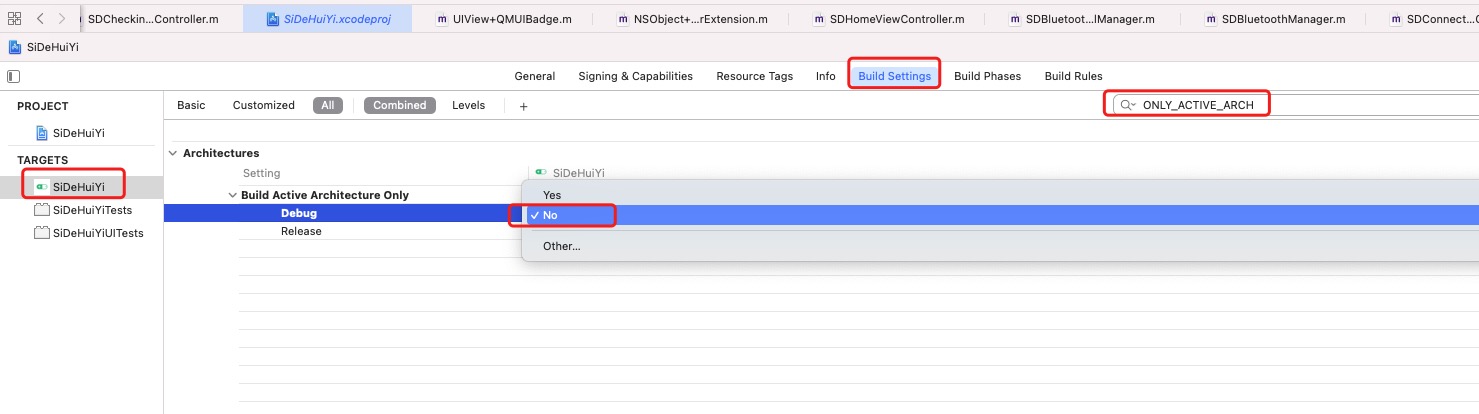 SDCheckin...Controller.m SiDeHuiYi.xcodeproj m UIView+QMUIBadge.m m NSObject+...rExtension.m m SDHomeViewController.m m SDBluetoot...lManager.m m SDBluetoothManager.m m SDConnect...
SiDeHuiYi
General Signing & Capabilities Resource Tags Info Build Settings Build Phases Build Rules
PROJECT
SiDeHuiYi
TARGETS
SiDeHuiYi
SiDeHuiYiTests
SiDeHuiYiUITests
Basic Customized All Combined Levels + ONLY_ACTIVE_ARCH
Architectures
Setting SiDeHuiYi
Build Active Architecture Only
Debug
Release
Yes
✓ No
Other...